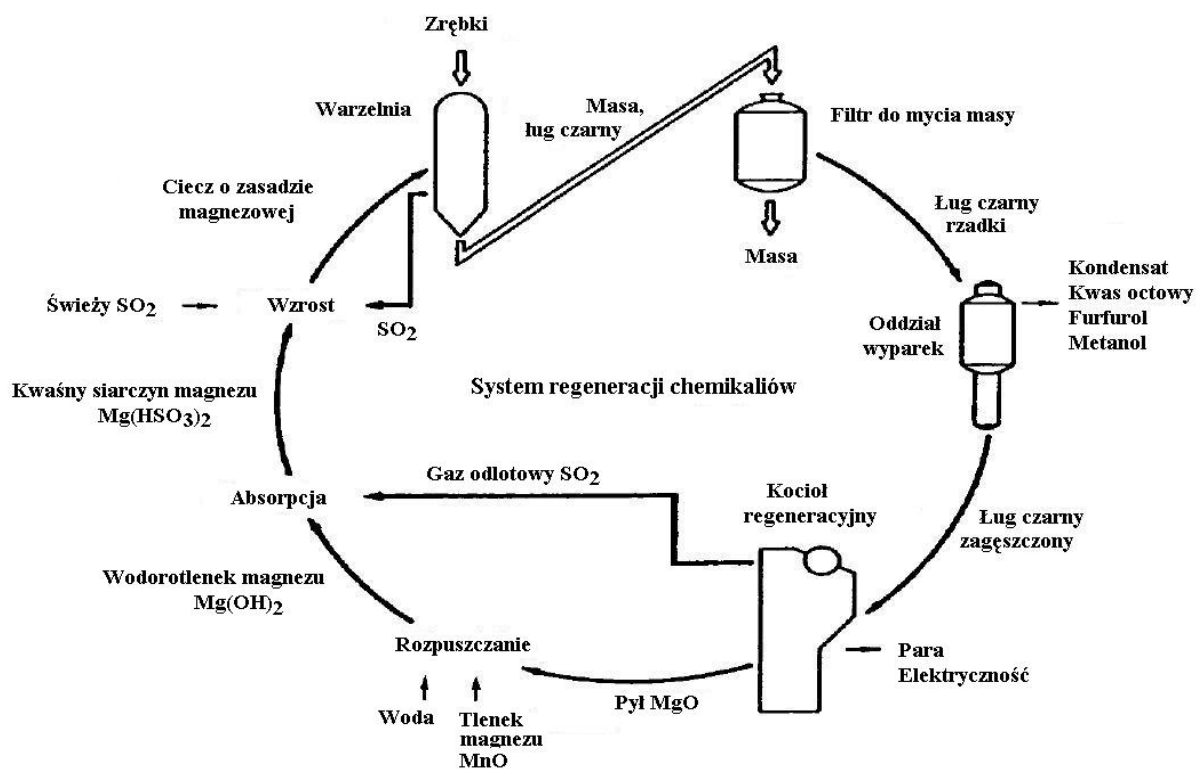 Zrębki
Warzelnia
Masa,
ług czarny
Filtr do mycia masy
Ciecz o zasadzie
magnezowej
Ług czarny
rzadki
Masa
Kondensat
Kwas octowy
Furfurol
Metanol
Świeży SO2
Wzrost
SO2
Oddział
wyparek
Kwaśny siarczyn magnezu
Mg(HSO3)2
System regeneracji chemikaliów
Gaz odlotowy SO2
Absorpcja
Kocioł
regeneracyjny
Ług czarny
zagęszczony
Wodorotlenek magnezu
Mg(OH)2
Rozpuszczanie
Para
Elektryczność
Pył MgO
Woda
Tlenek
magnezu
MnO